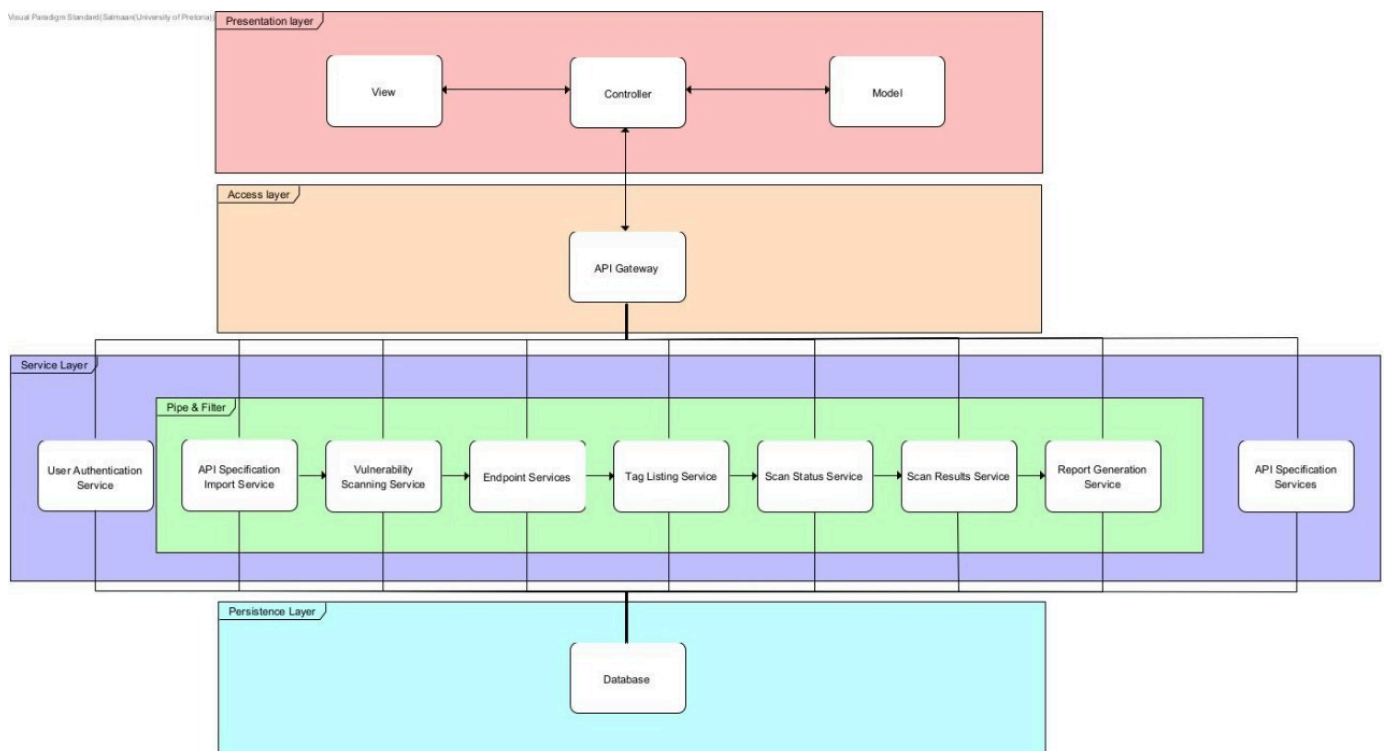 Visual Paradigm Standard(Salmaan(University of Pretoria))
Presentation layer
View
Controller
Model
Access layer
API Gateway
Service Layer
Pipe & Filter
User Authentication
Service
API Specification
Import Service
Vulnerability
Scanning Service
Endpoint Services
Tag Listing Service
Scan Status Service
Scan Results Service
Report Generation
Service
API Specification
Services
Persistence Layer
Database